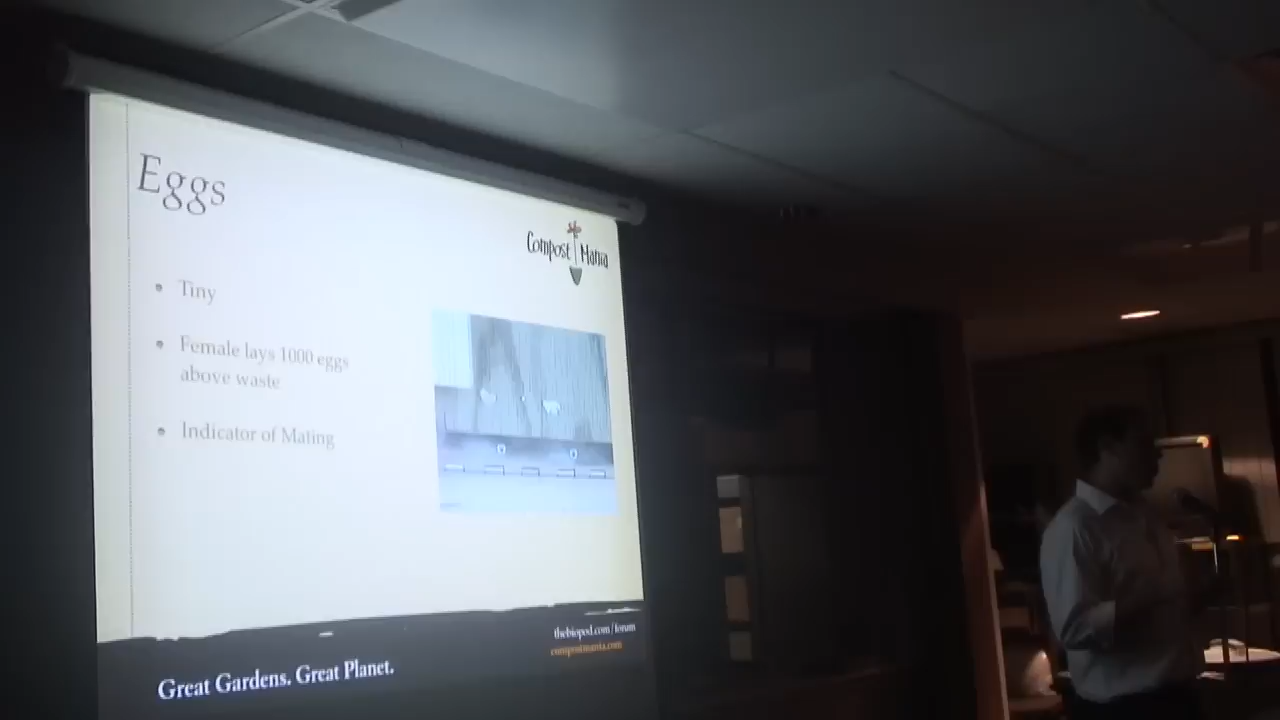 Eggs
Compost Mania
Tiny
Female lays 1000 eggs
above waste
Indicator of Mating
thebiopod.com/forum
compostmania.com
Great Gardens. Great Planet.